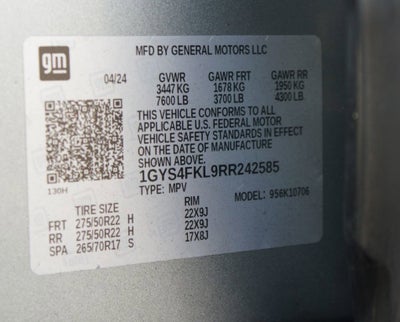 gm
MFD BY GENERAL MOTORS LLC
04/24 GVWR GAWR FRT GAWR RR
3447 KG 1678 KG 1950 KG
7600 LB 3700 LB 4300 LB
THIS VEHICLE CONFORMS TO ALL
APPLICABLE U.S. FEDERAL MOTOR
VEHICLE SAFETY STANDARDS IN EFFECT
ON THE DATE OF MANUFACTURE
1GYS4FKL9RR242585
130H TYPE: MPV MODEL: 956K10706
TIRE SIZE RIM
FRT 275/50R22 H 22X9J
RR 275/50R22 H 22X9J
SPA 265/70R17 S 17X8J